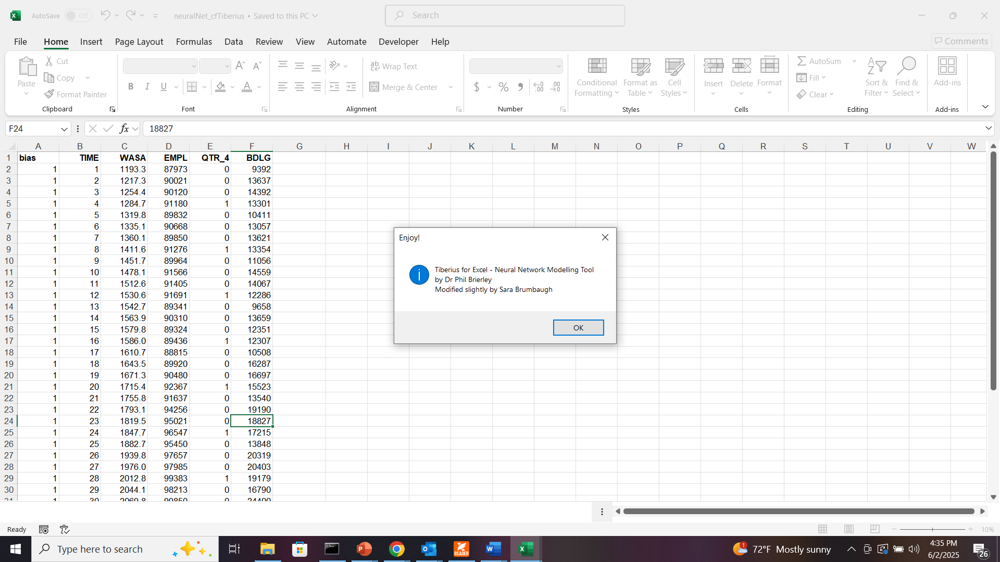 AutoSave Off neuralNet_cfTiberius • Saved to this PC Search
File Home Insert Page Layout Formulas Data Review View Automate Developer Help Comments
Paste Cut Copy Format Painter Clipboard
B I U A Font
Wrap Text Merge & Center Alignment
$ % Number
Conditional Formatting Format as Table Cell Styles Styles
Insert Delete Format Cells
AutoSum Fill Clear Sort & Filter Find & Select Editing
Add-ins Add-ins
F24 fx 18827
A B C D E F G H I J K L M N O P Q R S T U V W
1 bias TIME WASA EMPL QTR_4 BDLG
2 1 1 1193.3 87973 0 9392
3 1 2 1217.3 90021 0 13637
4 1 3 1254.4 90120 0 14392
5 1 4 1284.7 91180 1 13301
6 1 5 1319.8 89832 0 10411
7 1 6 1335.1 90668 0 13057
8 1 7 1360.1 89850 0 13621
9 1 8 1411.6 91276 1 13354
10 1 9 1451.7 89964 0 11056
11 1 10 1478.1 91566 0 14559
12 1 11 1512.6 91405 0 14067
13 1 12 1530.6 91691 1 12286
14 1 13 1542.7 89341 0 9658
15 1 14 1563.9 90310 0 13659
16 1 15 1579.8 89324 0 12351
17 1 16 1586.0 89436 1 12307
18 1 17 1610.7 88815 0 10508
19 1 18 1643.5 89920 0 16287
20 1 19 1671.3 90480 0 16697
21 1 20 1715.4 92367 1 15523
22 1 21 1755.8 91637 0 13540
23 1 22 1793.1 94256 0 19190
24 1 23 1819.5 95021 0 18827
25 1 24 1847.7 96547 1 17215
26 1 25 1882.7 95450 0 13848
27 1 26 1939.8 97657 0 20319
28 1 27 1976.0 97985 0 20403
29 1 28 2012.8 99383 1 19179
30 1 29 2044.1 98213 0 16790
31 1 30 2069.8 99850 0 24400
Enjoy!
Tiberius for Excel - Neural Network Modelling Tool
by Dr Phil Brierley
Modified slightly by Sara Brumbaugh
OK
Ready 10%
Type here to search 72°F Mostly sunny 4:35 PM
6/2/2025 26